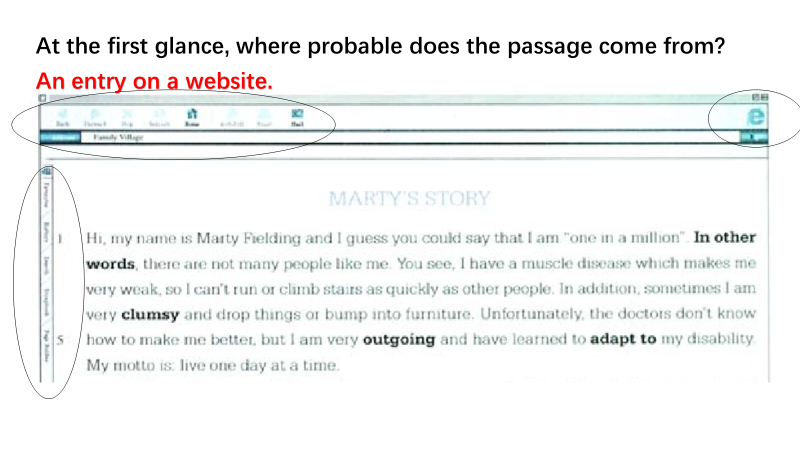 At the first glance, where probable does the passage come from?
An entry on a website.
Back
Home
Mail
Family Village
Favorites
History
Search
Scrapbook
Page Holder
MARTY'S STORY
1 Hi, my name is Marty Fielding and I guess you could say that I am "one in a million". In other
words, there are not many people like me. You see, I have a muscle disease which makes me
very weak, so I can't run or climb stairs as quickly as other people. In addition, sometimes I am
very clumsy and drop things or bump into furniture. Unfortunately, the doctors don't know
5 how to make me better, but I am very outgoing and have learned to adapt to my disability.
My motto is: live one day at a time.